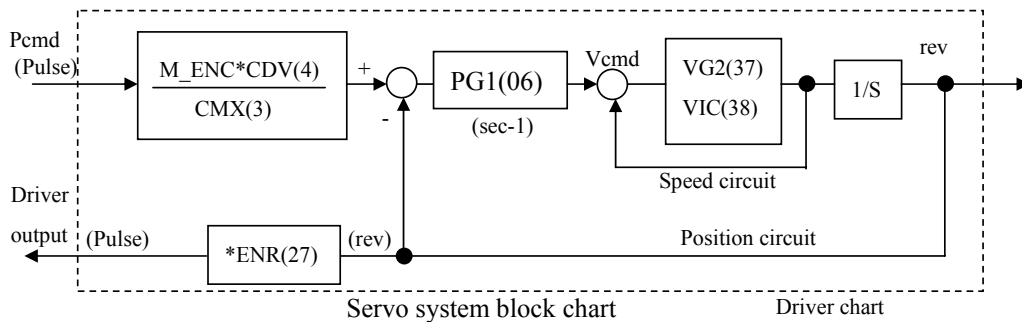 Pcmd
(Pulse)
M_ENC*CDV(4)
CMX(3)
+
-
PG1(06)
(sec-1)
Vcmd
VG2(37)
VIC(38)
1/S
rev
Speed circuit
Driver
output
(Pulse)
*ENR(27)
(rev)
Position circuit
Servo system block chart
Driver chart